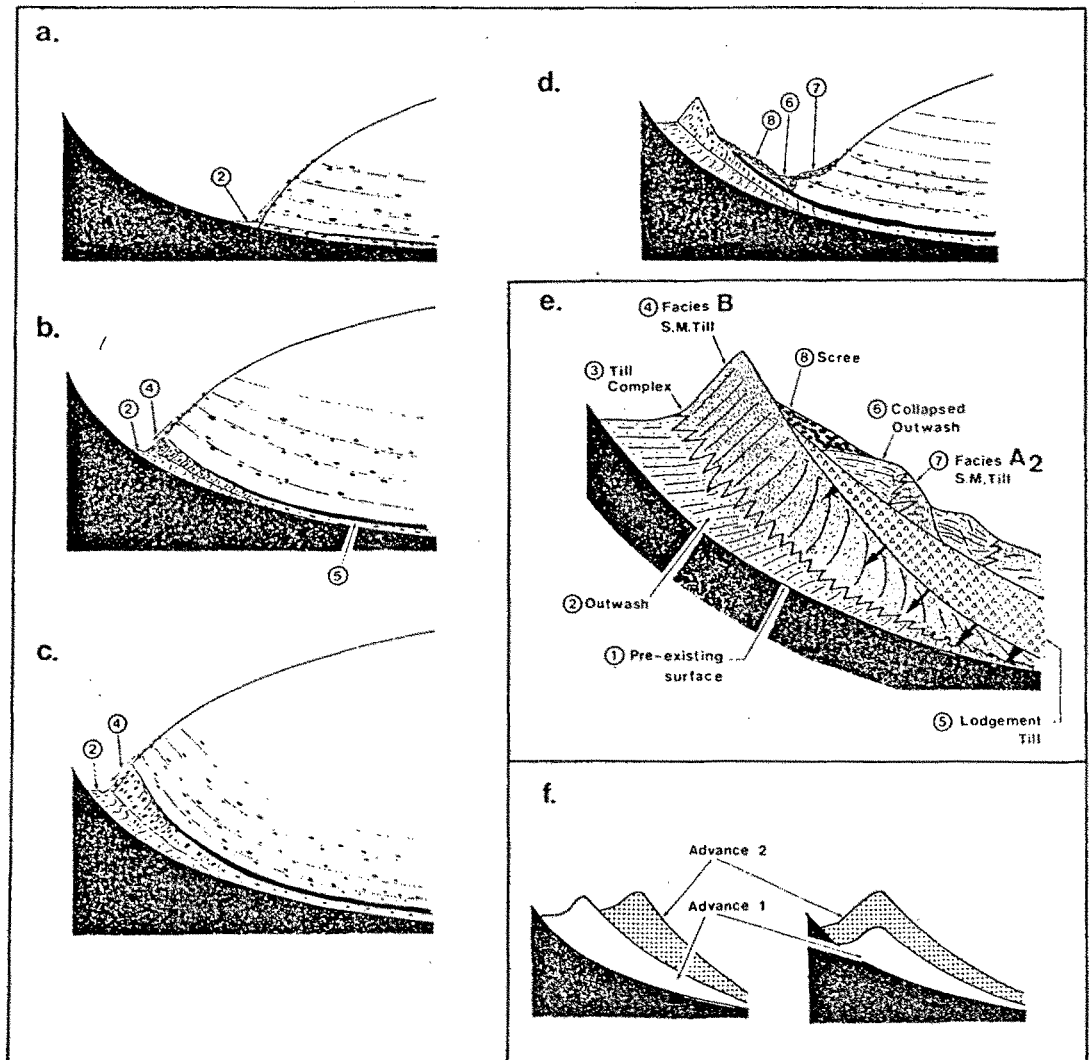 a.
②
b.
④
②
⑤
c.
④
②
d.
⑦
⑥
⑧
e.
④ Facies B
S.M.Till
⑧ Scree
③ Till
Complex
⑥ Collapsed
Outwash
⑦ Facies A2
S.M.Till
② Outwash
① Pre-existing
surface
⑤ Lodgement
Till
f.
Advance 2
Advance 1